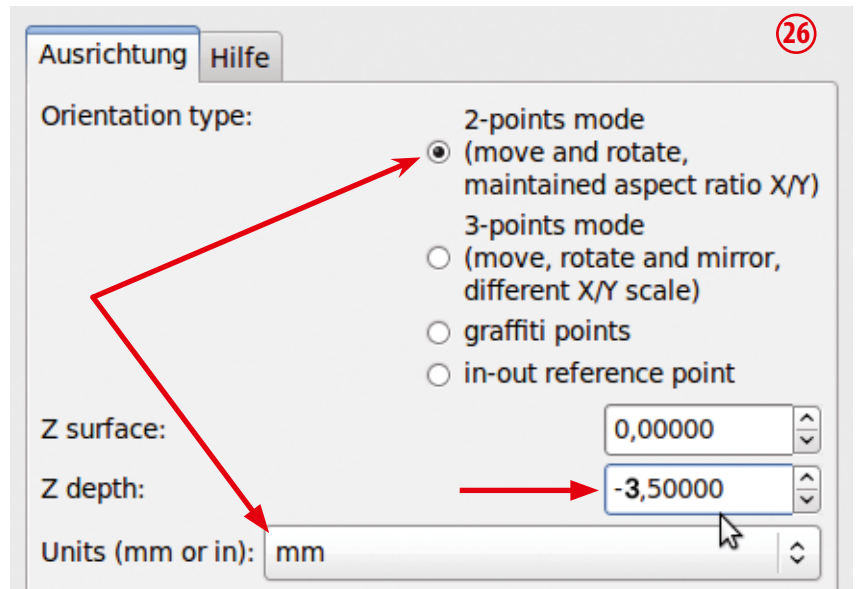 ㉖
Ausrichtung Hilfe
Orientation type:
2-points mode
(move and rotate,
maintained aspect ratio X/Y)
3-points mode
(move, rotate and mirror,
different X/Y scale)
graffiti points
in-out reference point
Z surface: 0,00000
Z depth: -3,50000
Units (mm or in): mm